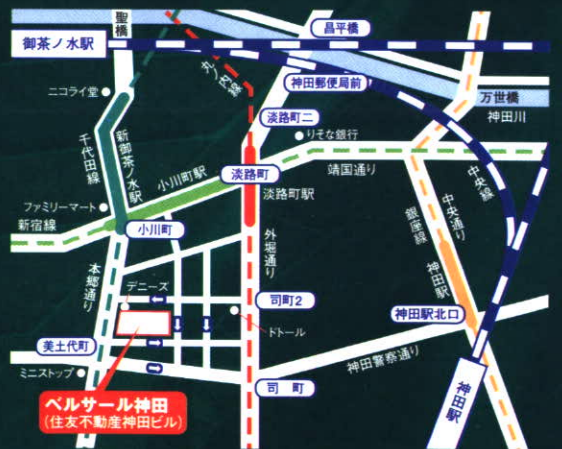 聖橋
御茶ノ水駅
昌平橋
丸ノ内線
神田郵便局前
ニコライ堂
万世橋
神田川
淡路町二
りそな銀行
千代田線
新御茶ノ水駅
小川町駅
淡路町
靖国通り
淡路町駅
ファミリーマート
新宿線
小川町
外堀通り
銀座線
中央通り
中央線
神田駅
本郷通り
デニーズ
司町2
ドトール
神田駅北口
美土代町
ミニストップ
司町
神田警察通り
神田駅
ベルサール神田
(住友不動産神田ビル)